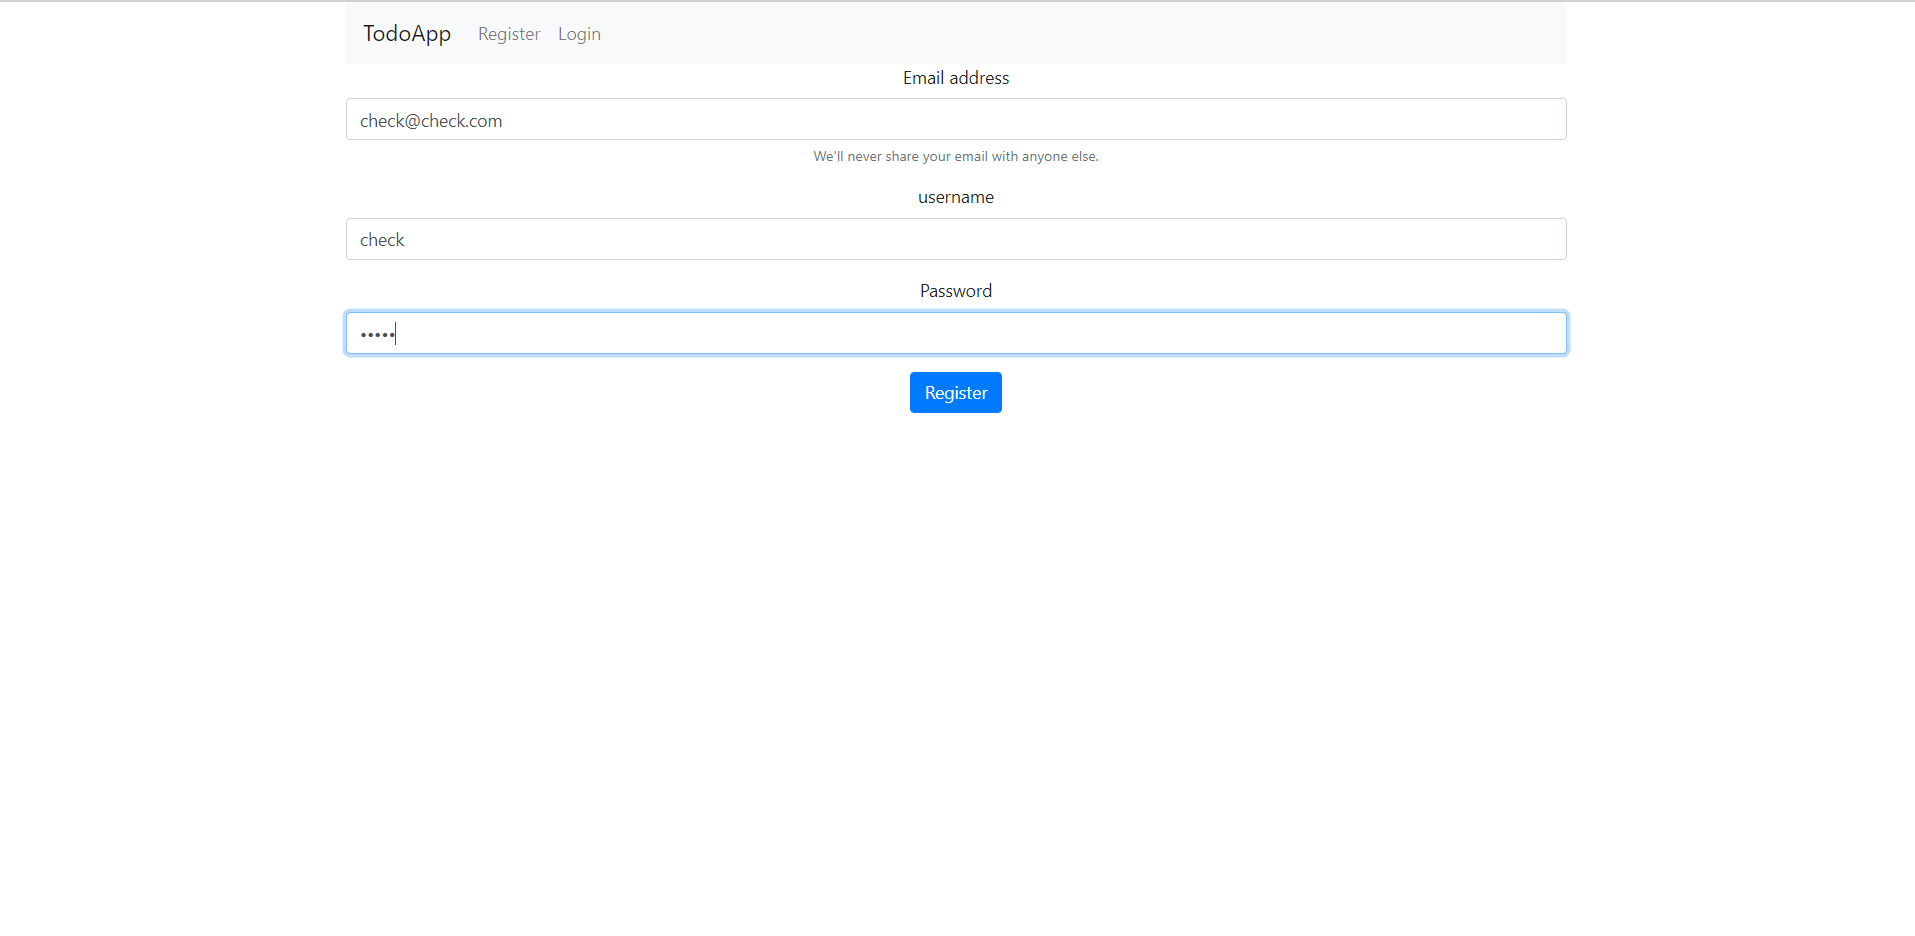 TodoApp Register Login
Email address
check@check.com
We'll never share your email with anyone else.
username
check
Password
•••••
Register